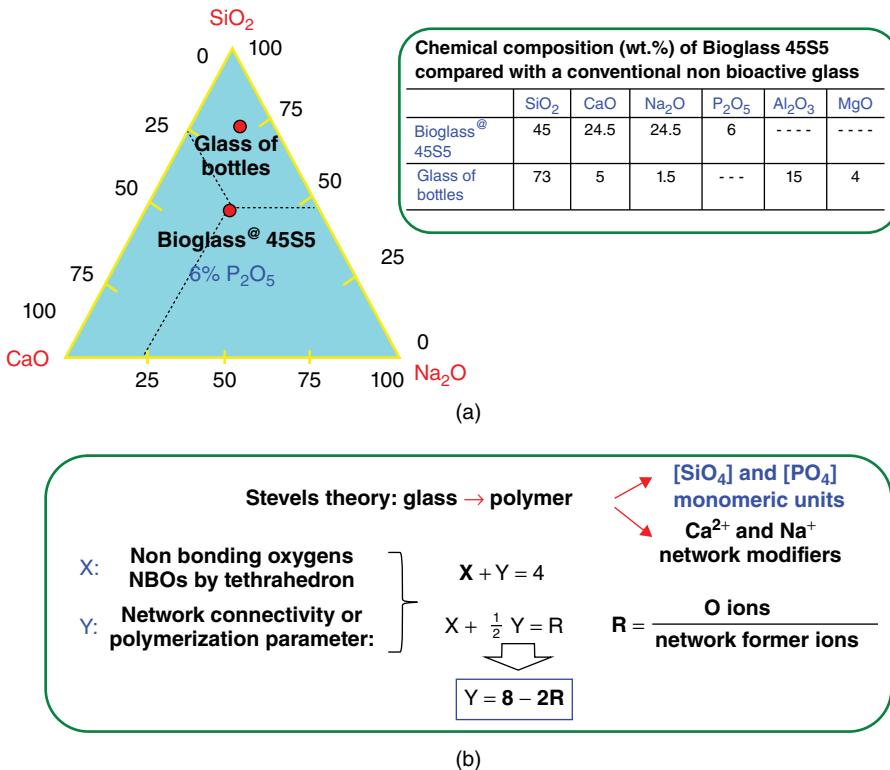 SiO₂
0
100
25
75
Glass of
bottles
50
50
Bioglass@ 45S5
6% P₂O₅
75
25
100
0
CaO
Na₂O
25
50
75
100
(a)
Chemical composition (wt.%) of Bioglass 45S5
compared with a conventional non bioactive glass
SiO₂ CaO Na₂O P₂O₅ Al₂O₃ MgO
Bioglass@ 45S5 45 24.5 24.5 6 - - - - - - - -
Glass of bottles 73 5 1.5 - - - 15 4
Stevels theory: glass → polymer
[SiO₄] and [PO₄]
monomeric units
Ca²⁺ and Na⁺
network modifiers
X: Non bonding oxygens
NBOs by tethrahedron
Y: Network connectivity or
polymerization parameter:
X + Y = 4
X + ½ Y = R
Y = 8 – 2R
R = O ions / network former ions
(b)